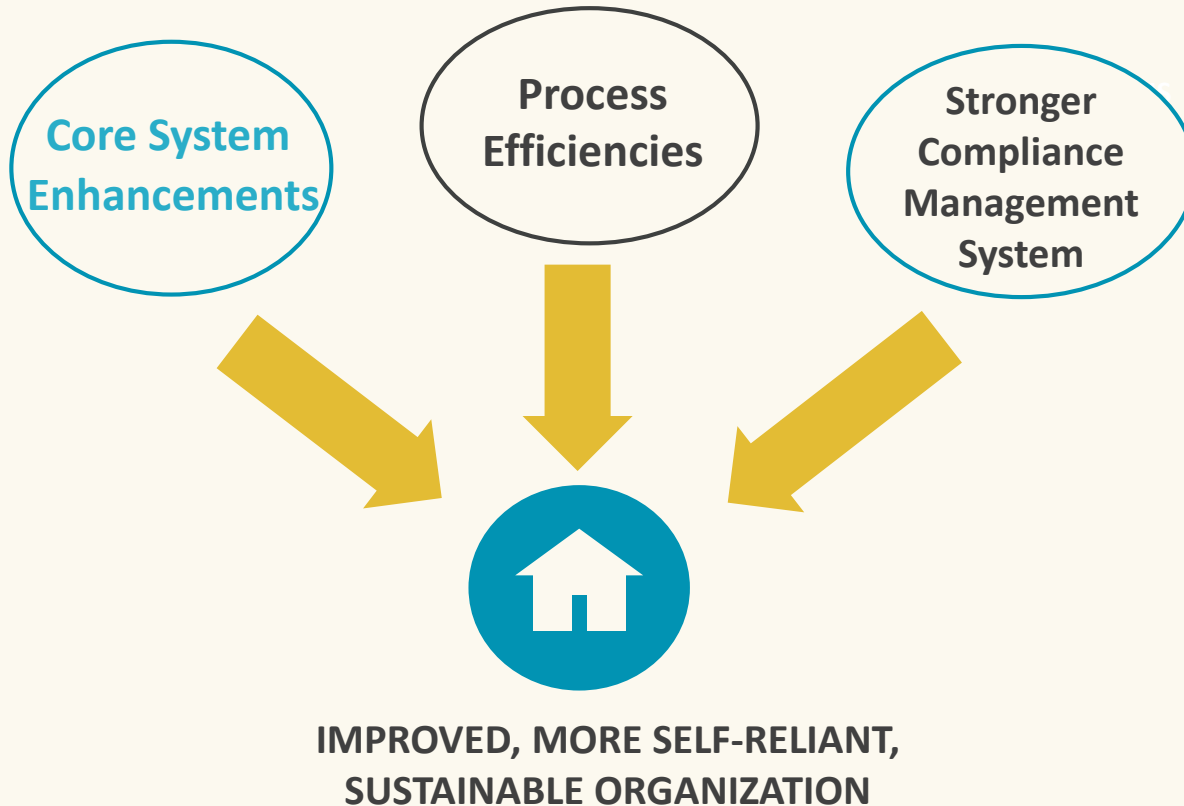 Core System
Enhancements
Process
Efficiencies
Stronger
Compliance
Management
System
IMPROVED, MORE SELF-RELIANT,
SUSTAINABLE ORGANIZATION